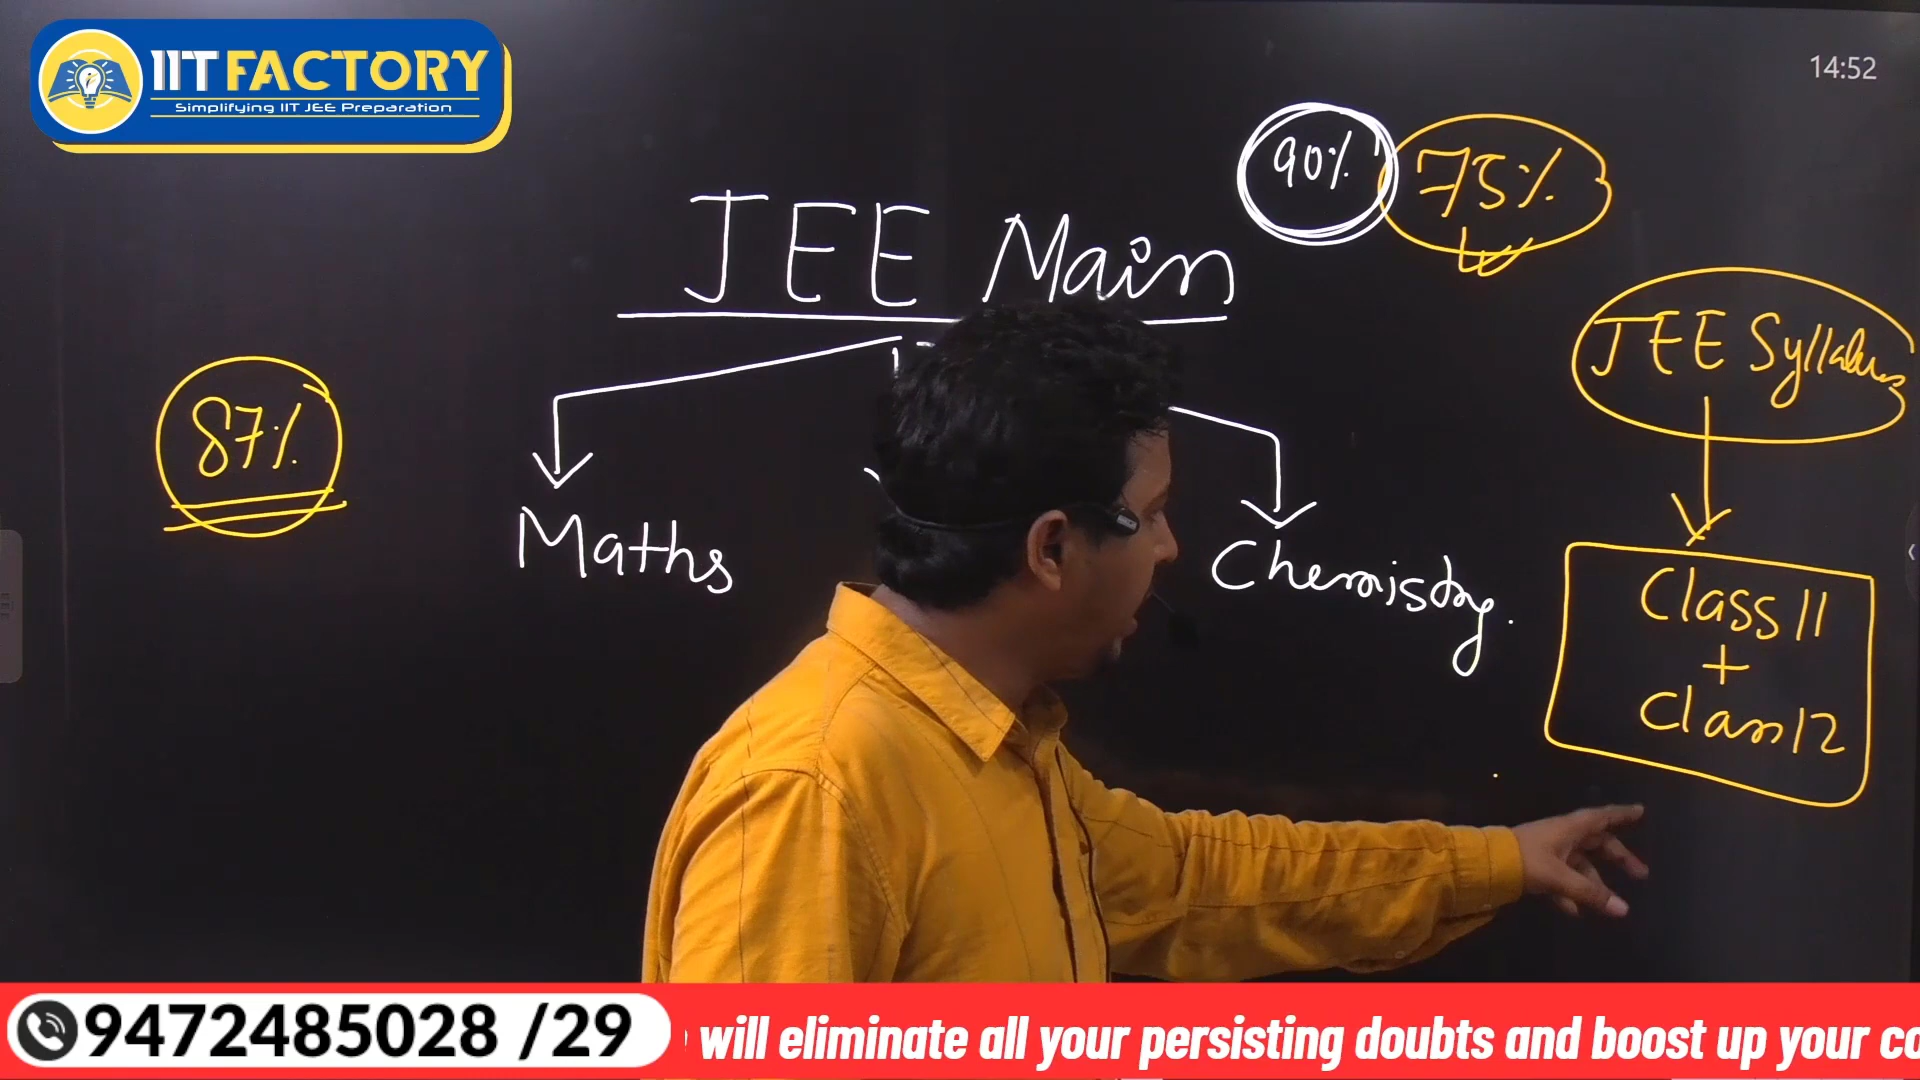 IIT FACTORY
Simplifying IIT JEE Preparation
14:52
90%
75%
JEE Main
JEE Syllabus
87%
Maths
Chemistry.
Class 11
+
Class 12
9472485028 /29
will eliminate all your persisting doubts and boost up your co